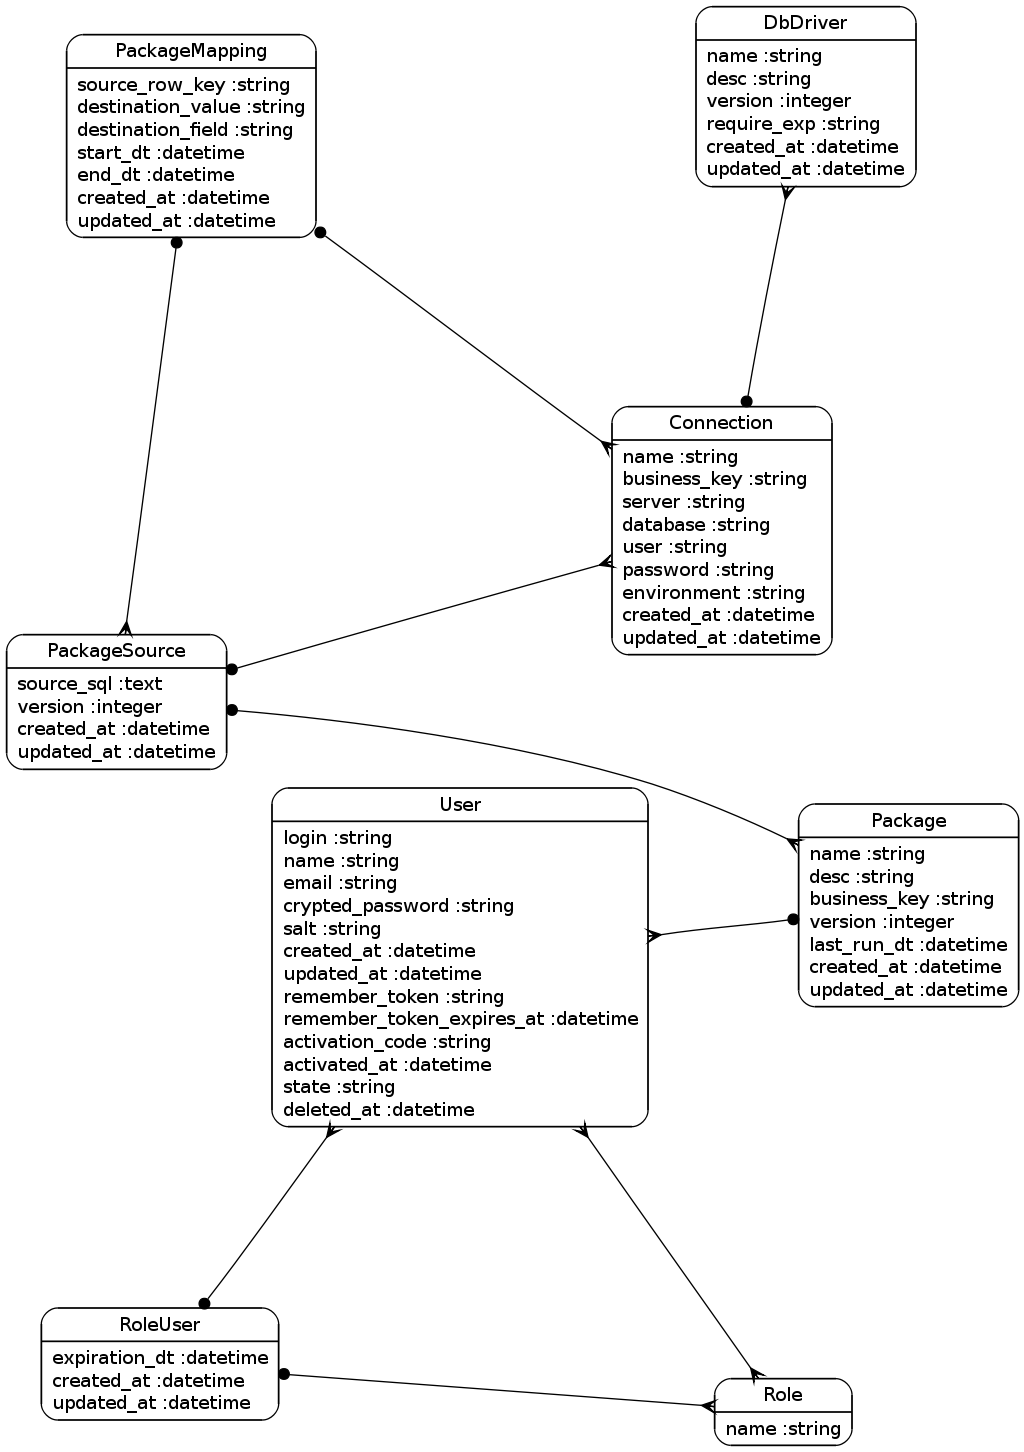 PackageMapping
source_row_key :string
destination_value :string
destination_field :string
start_dt :datetime
end_dt :datetime
created_at :datetime
updated_at :datetime
DbDriver
name :string
desc :string
version :integer
require_exp :string
created_at :datetime
updated_at :datetime
Connection
name :string
business_key :string
server :string
database :string
user :string
password :string
environment :string
created_at :datetime
updated_at :datetime
PackageSource
source_sql :text
version :integer
created_at :datetime
updated_at :datetime
User
login :string
name :string
email :string
crypted_password :string
salt :string
created_at :datetime
updated_at :datetime
remember_token :string
remember_token_expires_at :datetime
activation_code :string
activated_at :datetime
state :string
deleted_at :datetime
Package
name :string
desc :string
business_key :string
version :integer
last_run_dt :datetime
created_at :datetime
updated_at :datetime
RoleUser
expiration_dt :datetime
created_at :datetime
updated_at :datetime
Role
name :string